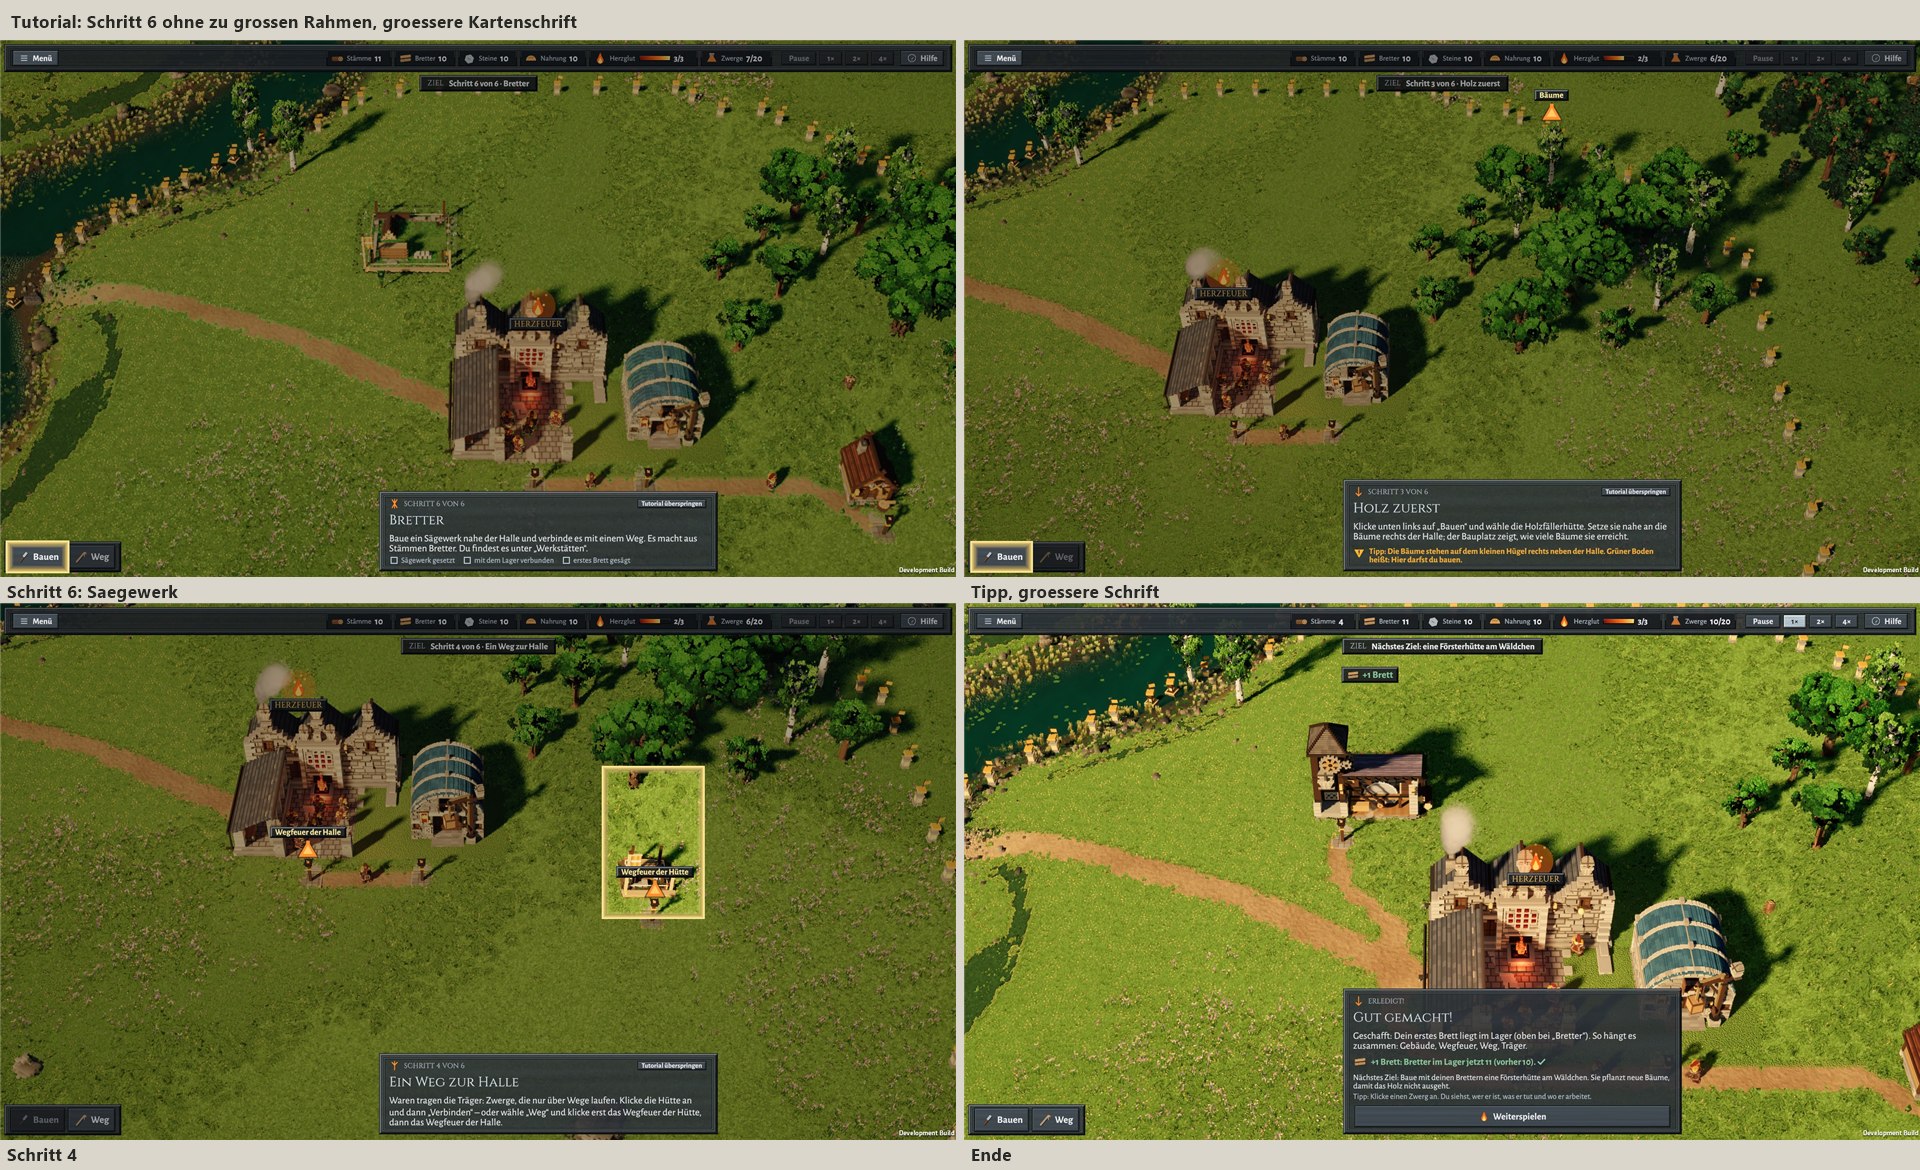 Tutorial: Schritt 6 ohne zu grossen Rahmen, groessere Kartenschrift
Menü
Stämme 11
Bretter 10
Steine 10
Nahrung 10
Herzglut 3/3
Zwerge 7/20
Pause 1× 2× 4×
Hilfe
ZIEL Schritt 6 von 6 · Bretter
HERZFEUER
SCHRITT 6 VON 6
Tutorial überspringen
BRETTER
Baue ein Sägewerk nahe der Halle und verbinde es mit einem Weg. Es macht aus
Stämmen Bretter. Du findest es unter „Werkstätten“.
Sägewerk gesetzt
mit dem Lager verbunden
erstes Brett gesägt
Bauen
Weg
Development Build
Schritt 6: Saegewerk
Menü
Stämme 10
Bretter 10
Steine 10
Nahrung 10
Herzglut 2/3
Zwerge 6/20
Pause 1× 2× 4×
Hilfe
ZIEL Schritt 3 von 6 · Holz zuerst
Bäume
HERZFEUER
SCHRITT 3 VON 6
Tutorial überspringen
HOLZ ZUERST
Klicke unten links auf „Bauen“ und wähle die Holzfällerhütte. Setze sie nahe an die
Bäume rechts der Halle; der Bauplatz zeigt, wie viele Bäume sie erreicht.
Tipp: Die Bäume stehen auf dem kleinen Hügel rechts neben der Halle. Grüner Boden
heißt: Hier darfst du bauen.
Bauen
Weg
Development Build
Tipp, groessere Schrift
Menü
Stämme 10
Bretter 10
Steine 10
Nahrung 10
Herzglut 2/3
Zwerge 6/20
Pause 1× 2× 4×
Hilfe
ZIEL Schritt 4 von 6 · Ein Weg zur Halle
HERZFEUER
Wegfeuer der Halle
Wegfeuer der Hütte
SCHRITT 4 VON 6
Tutorial überspringen
EIN WEG ZUR HALLE
Waren tragen die Träger: Zwerge, die nur über Wege laufen. Klicke die Hütte an
und dann „Verbinden“ – oder wähle „Weg“ und klicke erst das Wegfeuer der Hütte,
dann das Wegfeuer der Halle.
Bauen
Weg
Development Build
Schritt 4
Menü
Stämme 4
Bretter 11
Steine 10
Nahrung 10
Herzglut 3/3
Zwerge 10/20
Pause 1× 2× 4×
Hilfe
ZIEL Nächstes Ziel: eine Försterhütte am Wäldchen
+1 Brett
HERZFEUER
ERLEDIGT!
GUT GEMACHT!
Geschafft: Dein erstes Brett liegt im Lager (oben bei „Bretter“). So hängt es
zusammen: Gebäude, Wegfeuer, Weg, Träger.
+1 Brett: Bretter im Lager jetzt 11 (vorher 10). ✓
Nächstes Ziel: Baue mit deinen Brettern eine Försterhütte am Wäldchen. Sie pflanzt neue Bäume,
damit das Holz nicht ausgeht.
Tipp: Klicke einen Zwerg an. Du siehst, wer er ist, was er tut und wo er arbeitet.
Weiterspielen
Bauen
Weg
Development Build
Ende